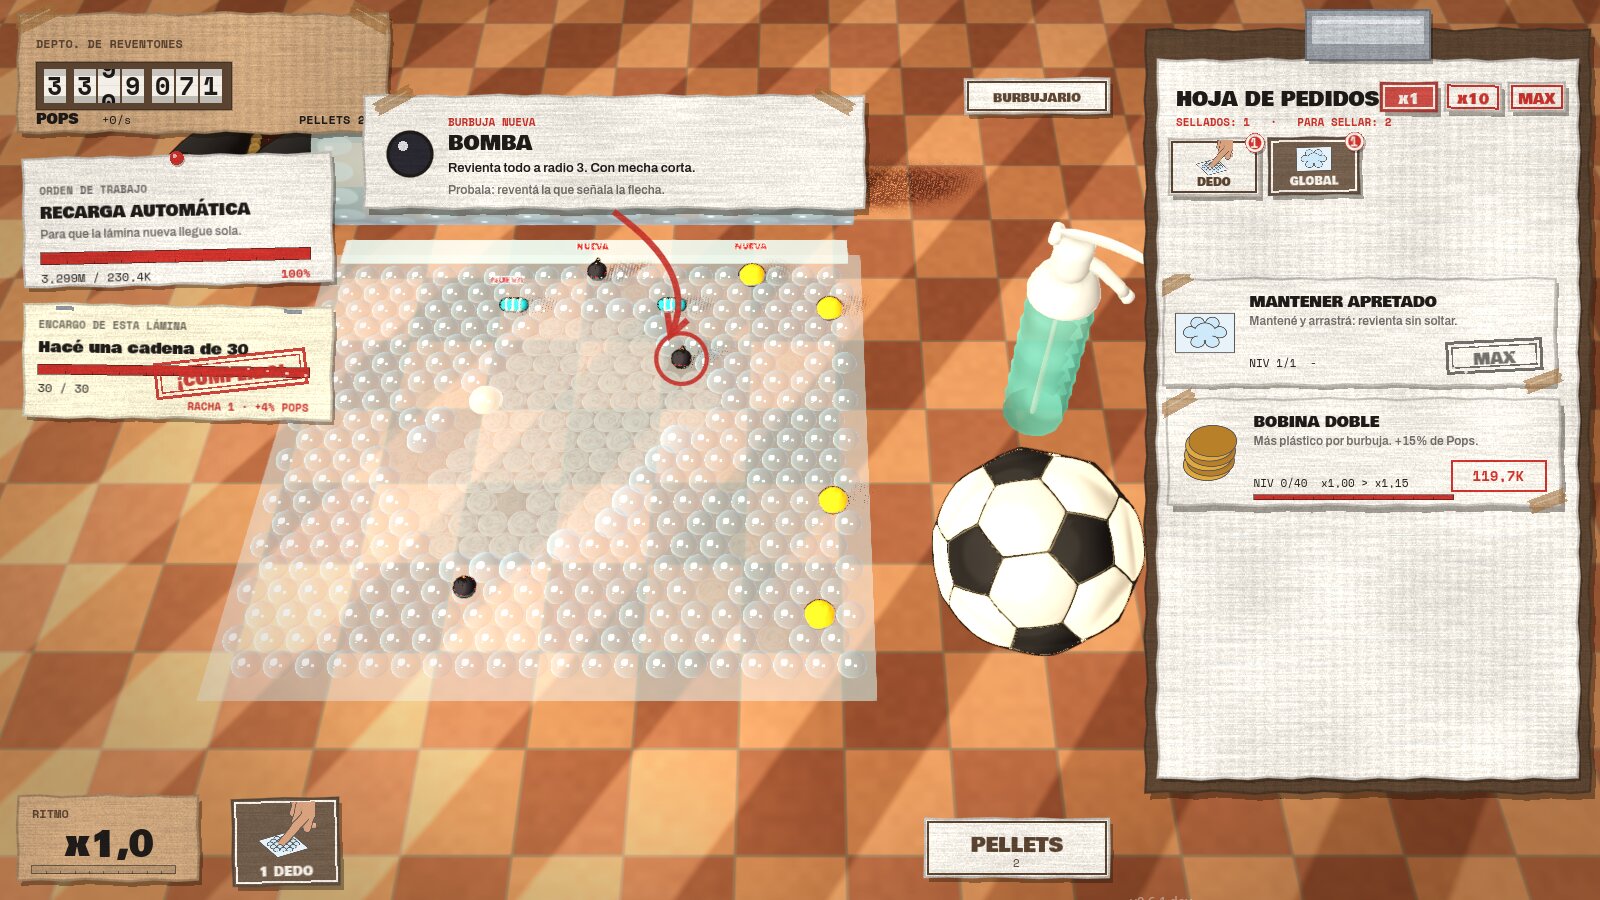 DEPTO. DE REVENTONES
POPS +0/s PELLETS 2
ORDEN DE TRABAJO
RECARGA AUTOMÁTICA
Para que la lámina nueva llegue sola.
3.299M / 230.4K 100%
ENCARGO DE ESTA LÁMINA
Hacé una cadena de 30
30 / 30
RACHA 1 · +4% POPS
BURBUJA NUEVA
BOMBA
Revienta todo a radio 3. Con mecha corta.
Probala: reventá la que señala la flecha.
NUEVA
NUEVA
BURBUJARIO
HOJA DE PEDIDOS x1 x10 MAX
SELLADOS: 1 · PARA SELLAR: 2
1
DEDO
1
GLOBAL
MANTENER APRETADO
Mantené y arrastrá: revienta sin soltar.
NIV 1/1 -
MAX
BOBINA DOBLE
Más plástico por burbuja. +15% de Pops.
NIV 0/40 x1,00 > x1,15
119,7K
RITMO
x1,0
1 DEDO
PELLETS
2